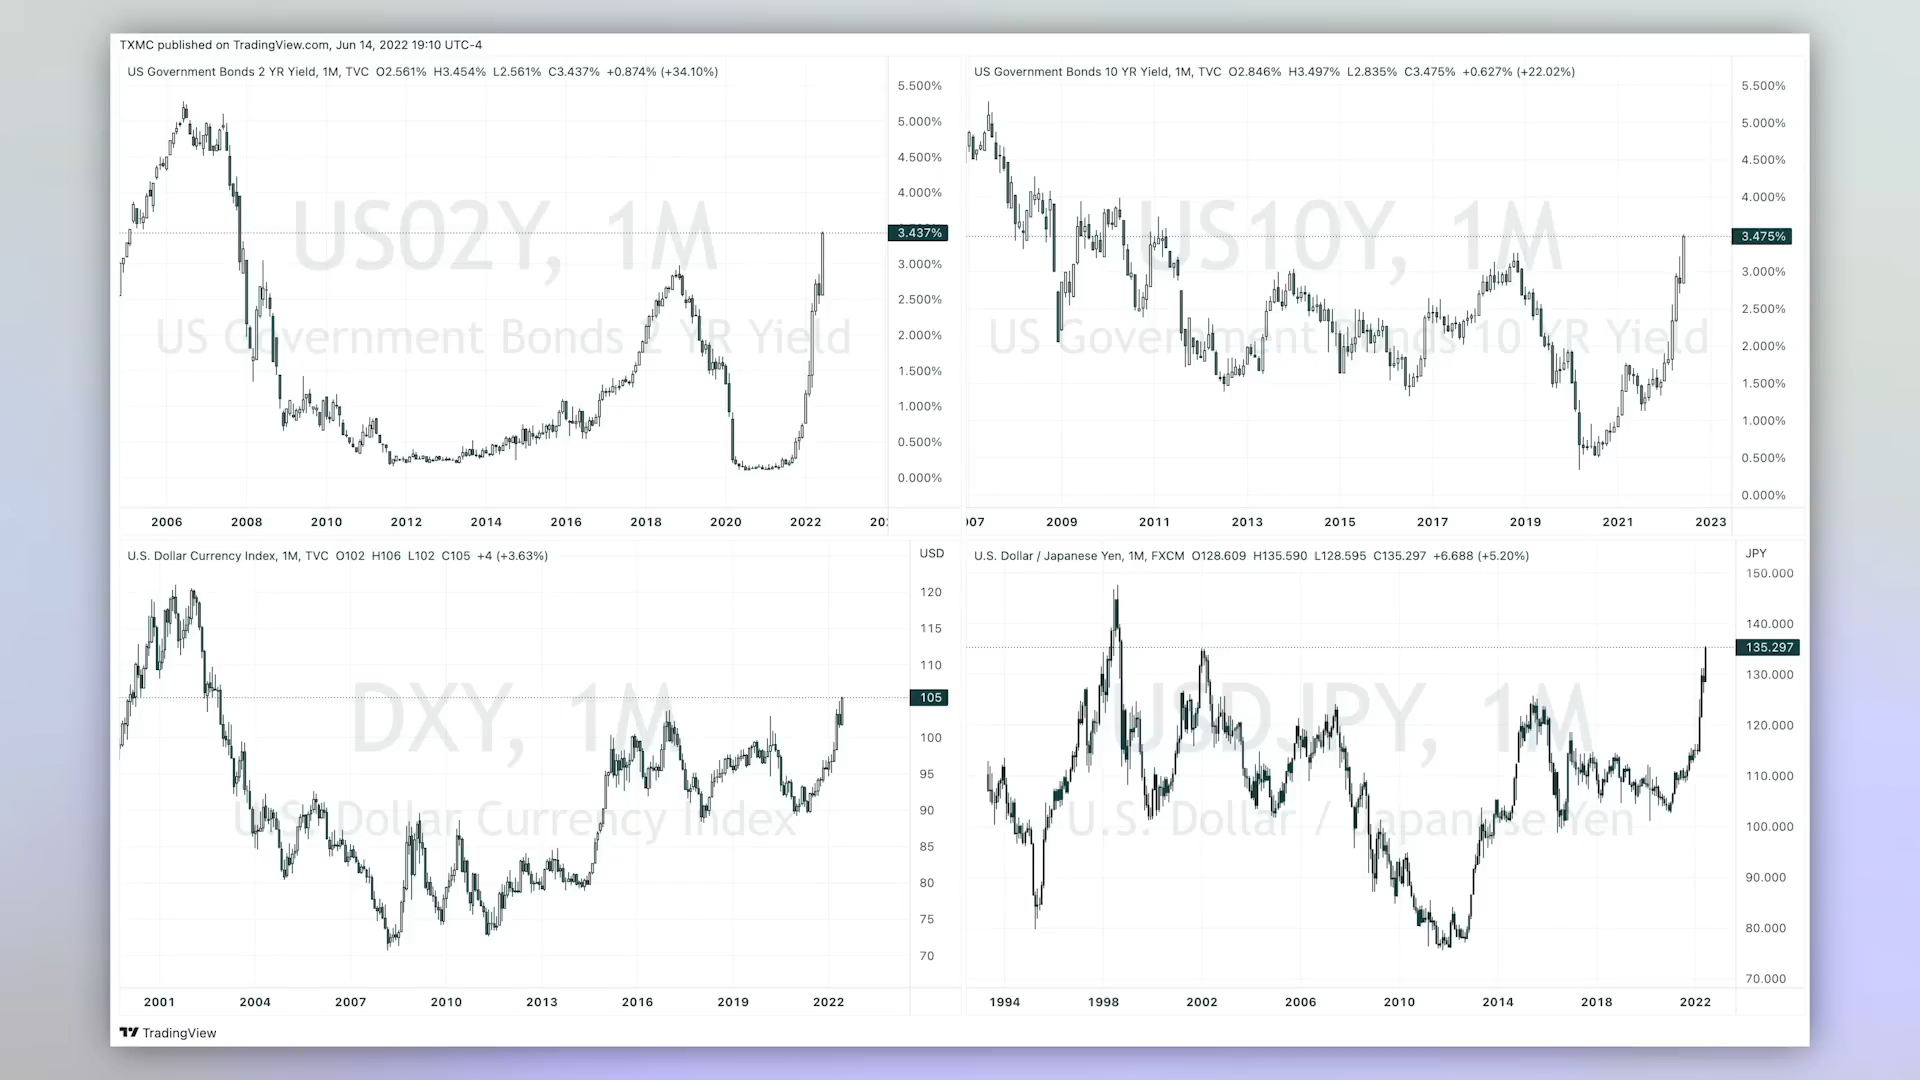 TXMC published on TradingView.com, Jun 14, 2022 19:10 UTC-4
US Government Bonds 2 YR Yield, 1M, TVC O2.561% H3.454% L2.561% C3.437% +0.874% (+34.10%)
5.500%
5.000%
4.500%
4.000%
3.437%
3.000%
2.500%
2.000%
1.500%
1.000%
0.500%
0.000%
US02Y, 1M
US Government Bonds 2 YR Yield
2006 2008 2010 2012 2014 2016 2018 2020 2022
US Government Bonds 10 YR Yield, 1M, TVC O2.846% H3.497% L2.835% C3.475% +0.627% (+22.02%)
5.500%
5.000%
4.500%
4.000%
3.475%
3.000%
2.500%
2.000%
1.500%
1.000%
0.500%
0.000%
US10Y, 1M
US Government Bonds 10 YR Yield
07 2009 2011 2013 2015 2017 2019 2021 2023
U.S. Dollar Currency Index, 1M, TVC O102 H106 L102 C105 +4 (+3.63%)
USD
120
115
110
105
100
95
90
85
80
75
70
DXY, 1M
U.S. Dollar Currency Index
2001 2004 2007 2010 2013 2016 2019 2022
U.S. Dollar / Japanese Yen, 1M, FXCM O128.609 H135.590 L128.595 C135.297 +6.688 (+5.20%)
JPY
150.000
140.000
135.297
130.000
120.000
110.000
100.000
90.000
80.000
70.000
USDJPY, 1M
U.S. Dollar / Japanese Yen
1994 1998 2002 2006 2010 2014 2018 2022
TradingView